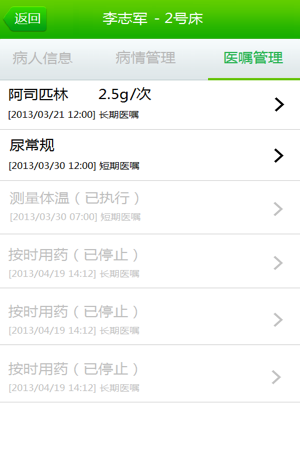 返回
李志军 - 2号床
病人信息 病情管理 医嘱管理
阿司匹林 2.5g/次
[2013/03/21 12:00] 长期医嘱
尿常规
[2013/03/30 12:00] 短期医嘱
测量体温（已执行）
[2013/03/30 07:00] 短期医嘱
按时用药（已停止）
[2013/04/19 14:12] 长期医嘱
按时用药（已停止）
[2013/04/19 14:12] 长期医嘱
按时用药（已停止）
[2013/04/19 14:12] 长期医嘱